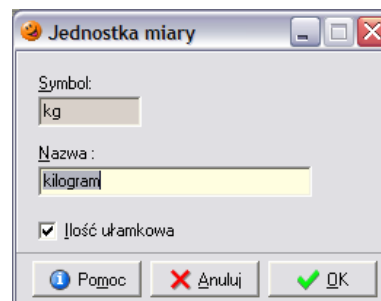 Jednostka miary
Symbol:
kg
Nazwa :
kilogram
Ilość ułamkowa
Pomoc
Anuluj
OK